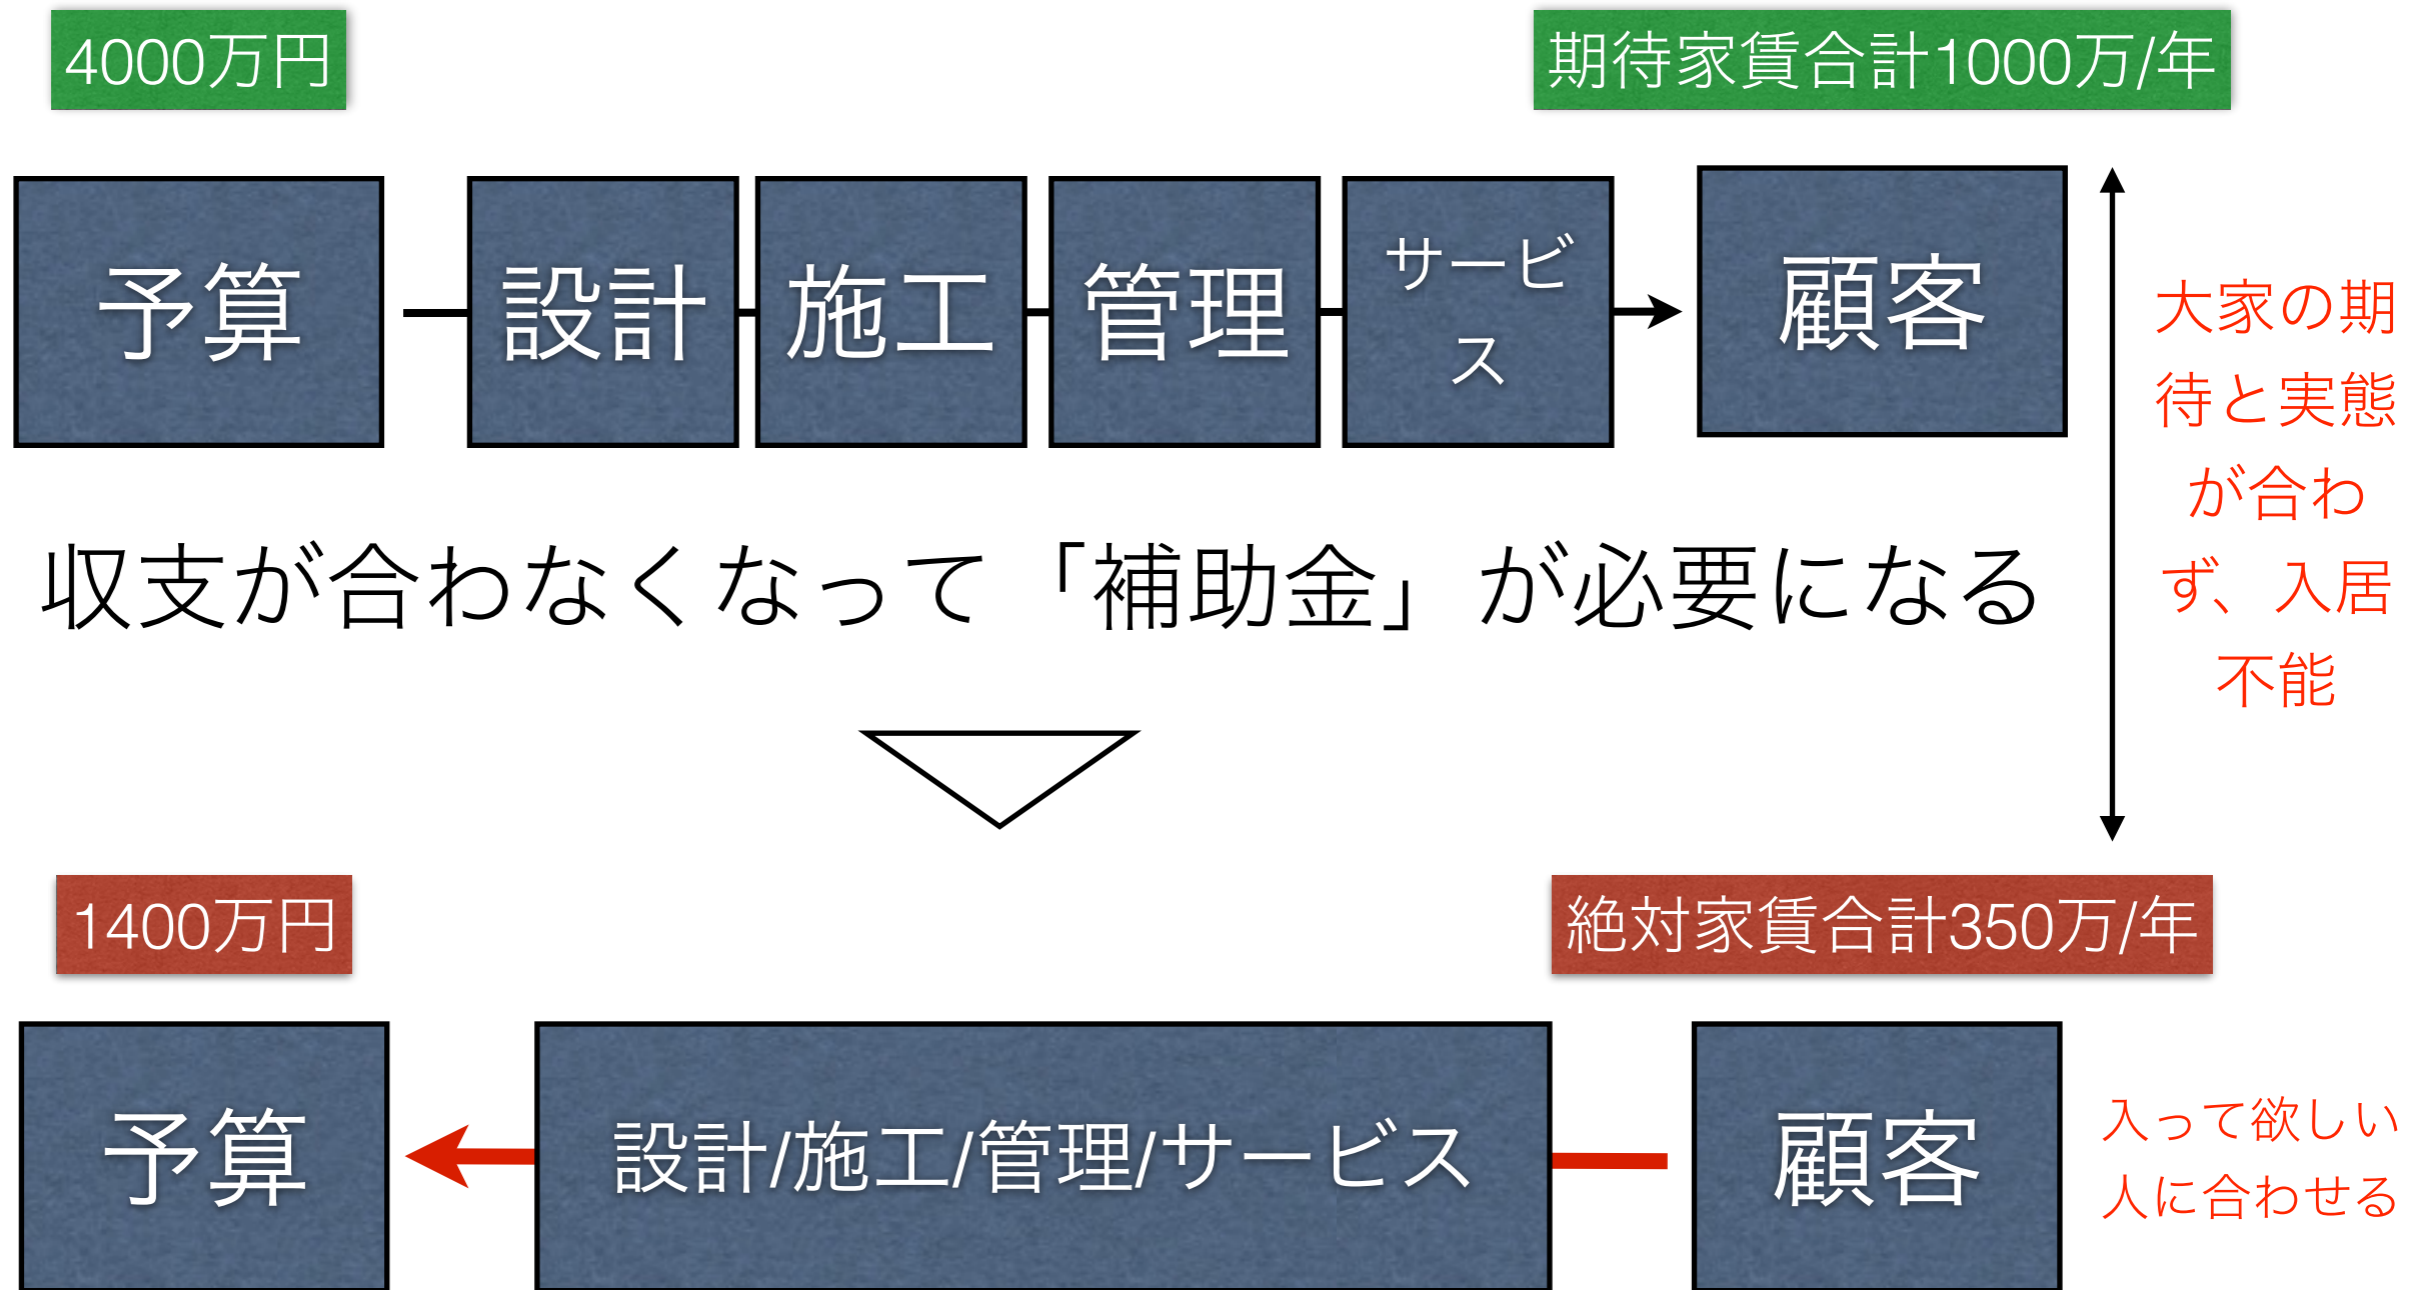 4000万円
期待家賃合計1000万/年
予算
設計
施工
管理
サービ
ス
顧客
大家の期
待と実態
が合わ
ず、入居
不能
収支が合わなくなって「補助金」が必要になる
1400万円
絶対家賃合計350万/年
予算
設計/施工/管理/サービス
顧客
入って欲しい
人に合わせる